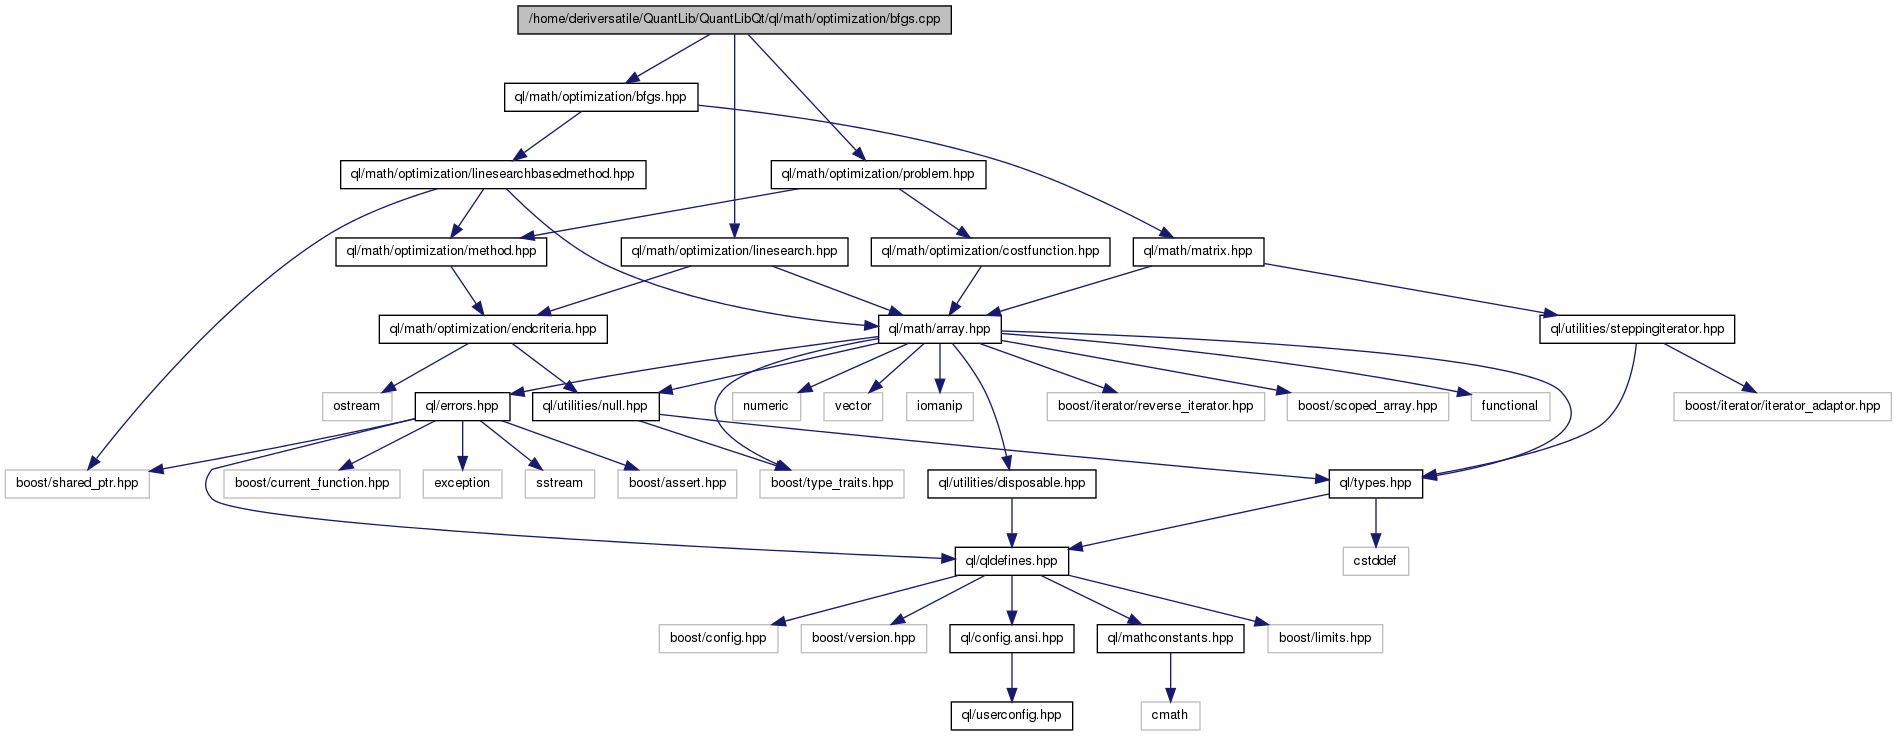 /home/deriversatile/QuantLib/QuantLibQt/ql/math/optimization/bfgs.cpp
ql/math/optimization/bfgs.hpp
ql/math/optimization/linesearchbasedmethod.hpp
ql/math/optimization/problem.hpp
ql/math/optimization/method.hpp
ql/math/optimization/linesearch.hpp
ql/math/optimization/costfunction.hpp
ql/math/matrix.hpp
ql/math/optimization/endcriteria.hpp
ql/math/array.hpp
ql/utilities/steppingiterator.hpp
ostream
ql/errors.hpp
ql/utilities/null.hpp
numeric
vector
iomanip
boost/iterator/reverse_iterator.hpp
boost/scoped_array.hpp
functional
boost/iterator/iterator_adaptor.hpp
boost/shared_ptr.hpp
boost/current_function.hpp
exception
sstream
boost/assert.hpp
boost/type_traits.hpp
ql/utilities/disposable.hpp
ql/types.hpp
ql/qldefines.hpp
cstddef
boost/config.hpp
boost/version.hpp
ql/config.ansi.hpp
ql/mathconstants.hpp
boost/limits.hpp
ql/userconfig.hpp
cmath